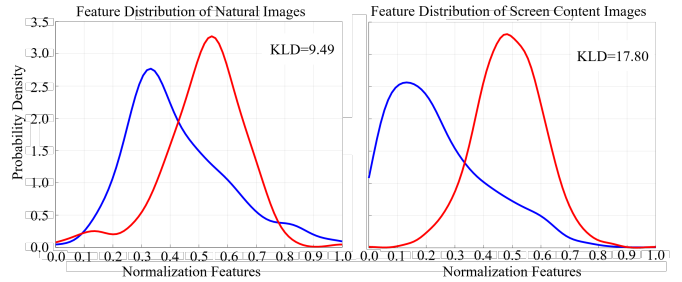 Feature Distribution of Natural Images
Feature Distribution of Screen Content Images
3.5
3.0
2.5
2.0
1.5
1.0
0.5
0.0
Probability Density
KLD=9.49
KLD=17.80
0.0 0.1 0.2 0.3 0.4 0.5 0.6 0.7 0.8 0.9 1.0
0.0 0.1 0.2 0.3 0.4 0.5 0.6 0.7 0.8 0.9 1.0
Normalization Features
Normalization Features